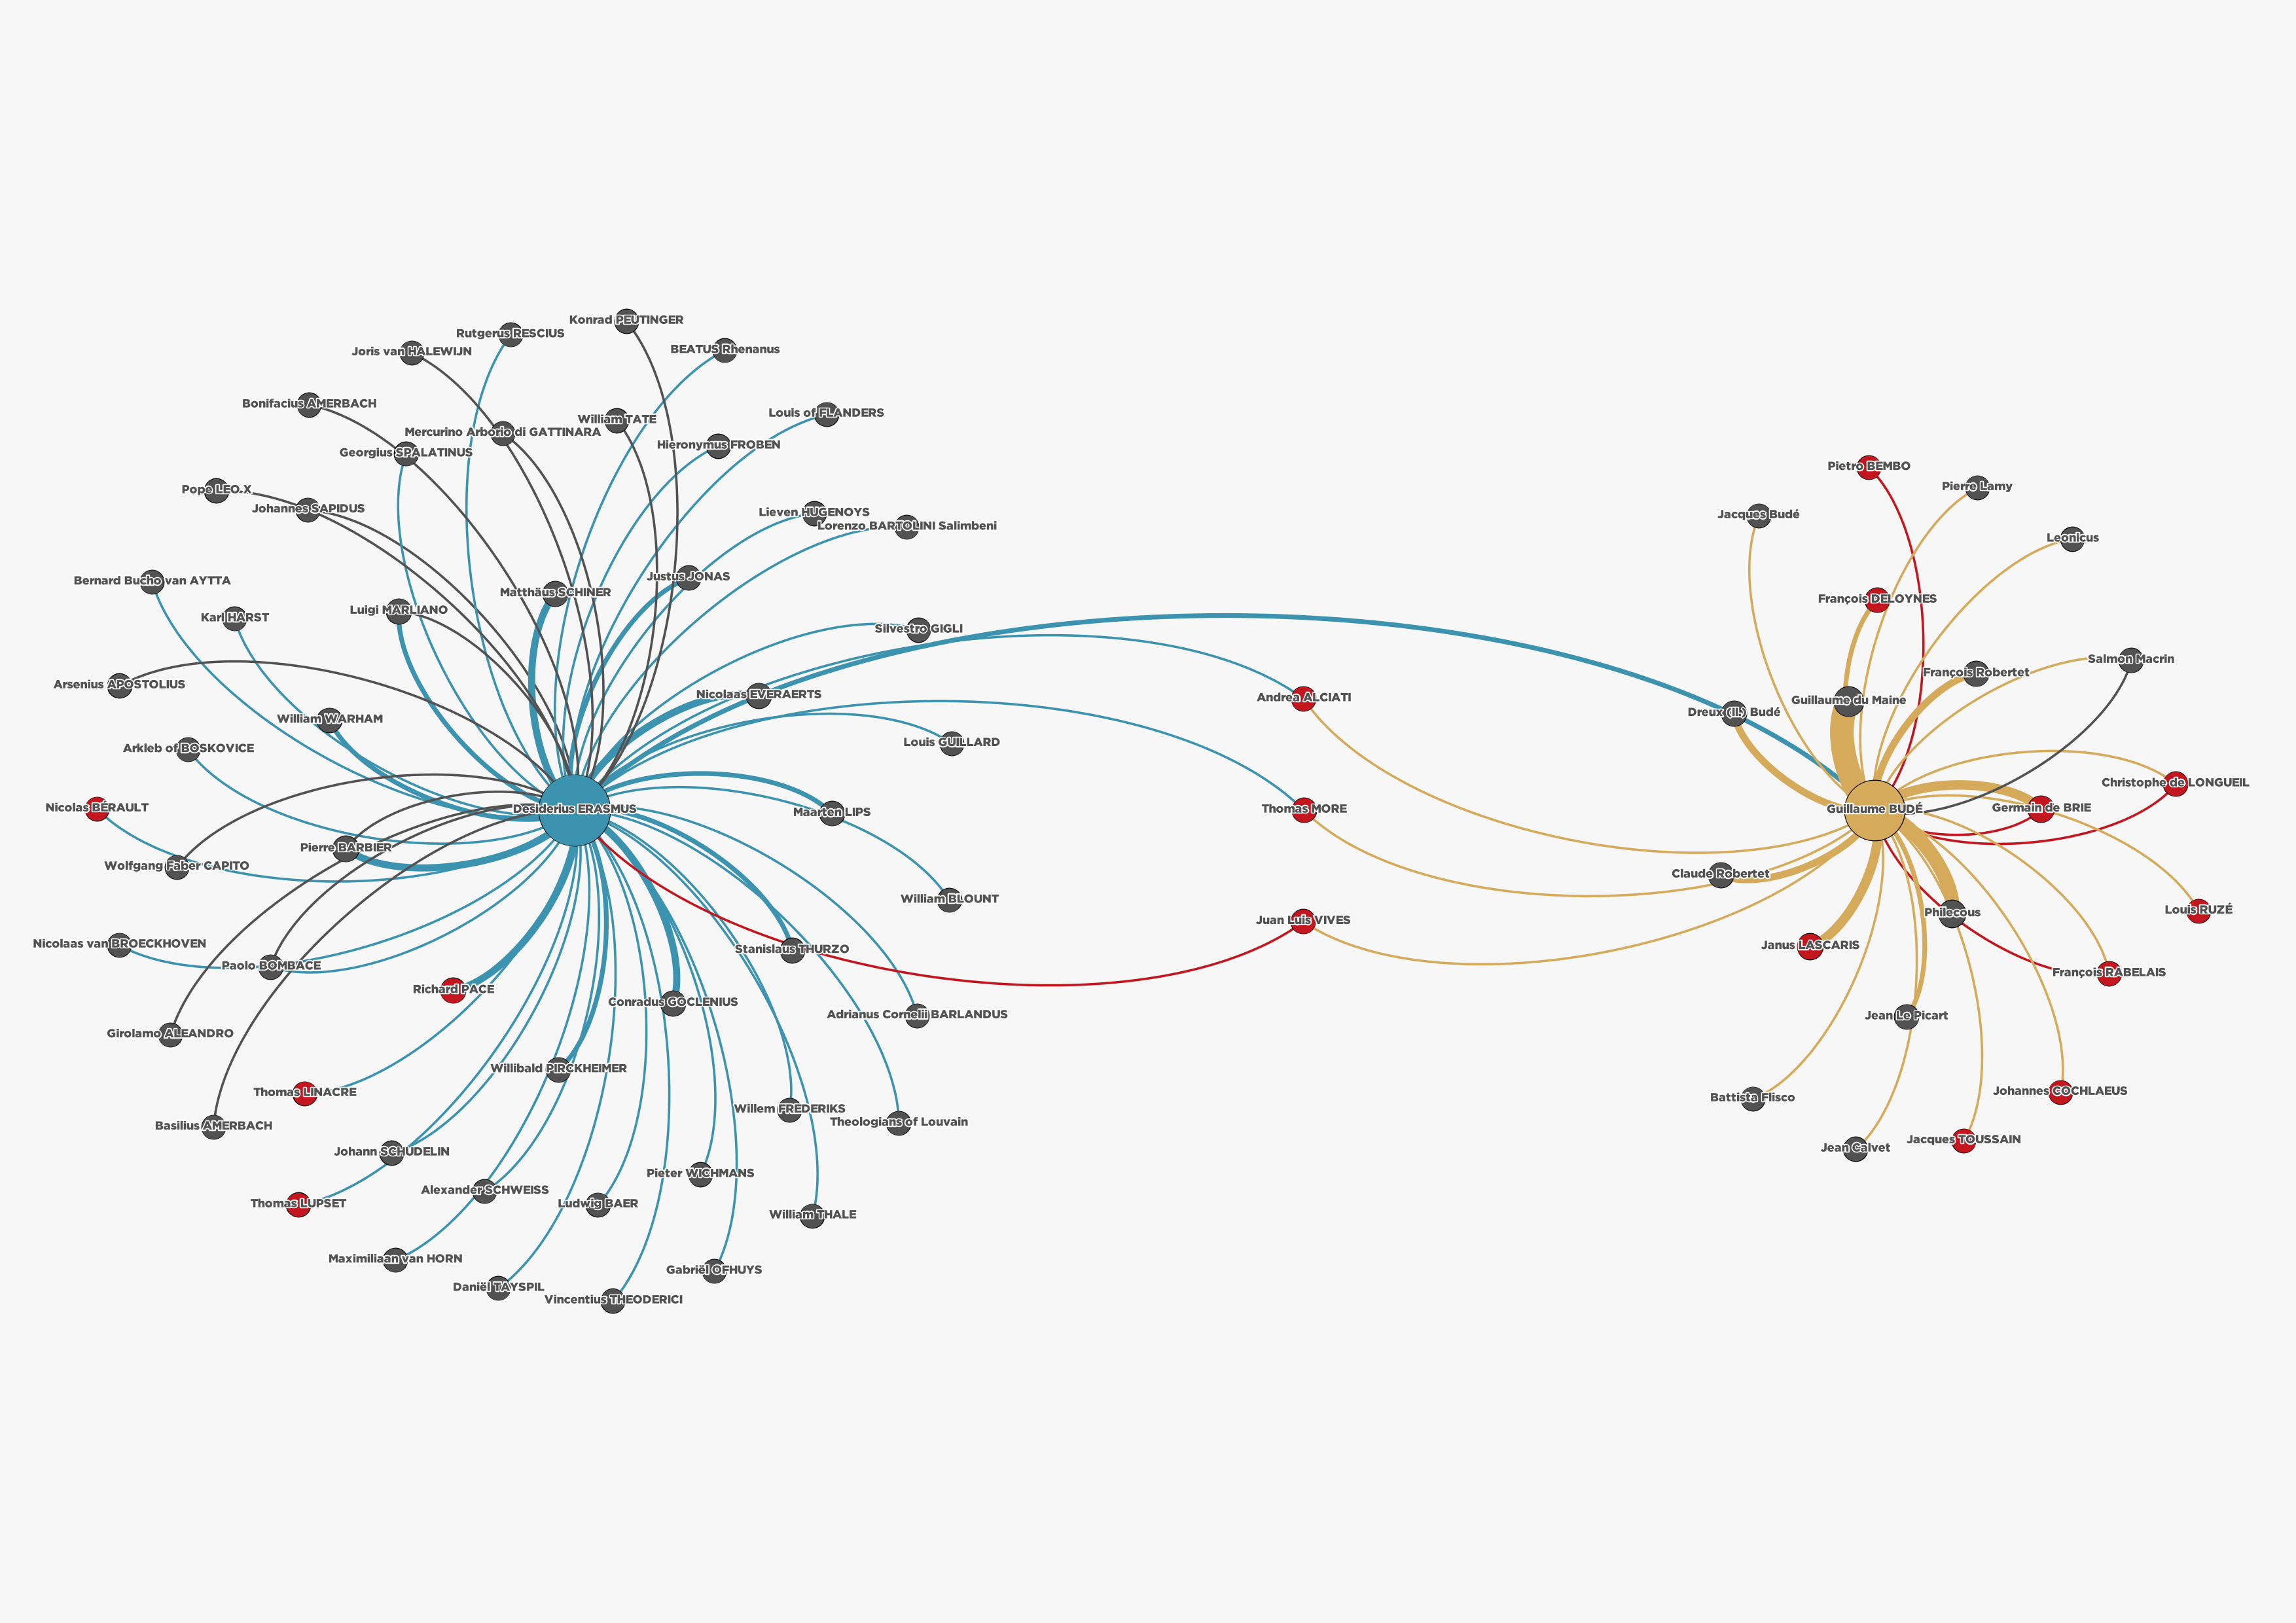 Konrad PEUTINGER
Rutgerus RESCIUS
Joris van HALEWIJN
BEATUS Rhenanus
Bonifacius AMERBACH
William TATE
Louis of FLANDERS
Mercurino Arborio di GATTINARA
Hieronymus FROBEN
Georgius SPALATINUS
Pope LEO X
Johannes SAPIDUS
Lieven HUGENOYS
Lorenzo BARTOLINI Salimbeni
Bernard Bucho van AYTTA
Justus JONAS
Matthäus SCHINER
Karl HARST
Luigi MARLIANO
Silvestro GIGLI
Arsenius APOSTOLIUS
Nicolaas EVERAERTS
William WARHAM
Arkleb of BOSKOVICE
Louis GUILLARD
Nicolas BÉRAULT
Desiderius ERASMUS
Maarten LIPS
Pierre BARBIER
Wolfgang Faber CAPITO
William BLOUNT
Nicolaas van BROECKHOVEN
Stanislaus THURZO
Paolo BOMBACE
Richard PACE
Conradus GOCLENIUS
Adrianus Cornelii BARLANDUS
Girolamo ALEANDRO
Willibald PIRCKHEIMER
Thomas LINACRE
Willem FREDERIKS
Theologians of Louvain
Basilius AMERBACH
Johann SCHUDELIN
Pieter WICHMANS
Alexander SCHWEISS
Thomas LUPSET
Ludwig BAER
William THALE
Maximiliaan van HORN
Gabriël OFHUYS
Daniël TAYSPIL
Vincentius THEODERICI
Andrea ALCIATI
Thomas MORE
Juan Luis VIVES
Pietro BEMBO
Pierre Lamy
Jacques Budé
Leonicus
François DELOYNES
Salmon Macrin
François Robertet
Guillaume du Maine
Dreux (II.) Budé
Christophe de LONGUEIL
Guillaume BUDÉ
Germain de BRIE
Claude Robertet
Louis RUZÉ
Philecous
Janus LASCARIS
François RABELAIS
Jean Le Picart
Johannes COCHLAEUS
Battista Flisco
Jacques TOUSSAIN
Jean Calvet